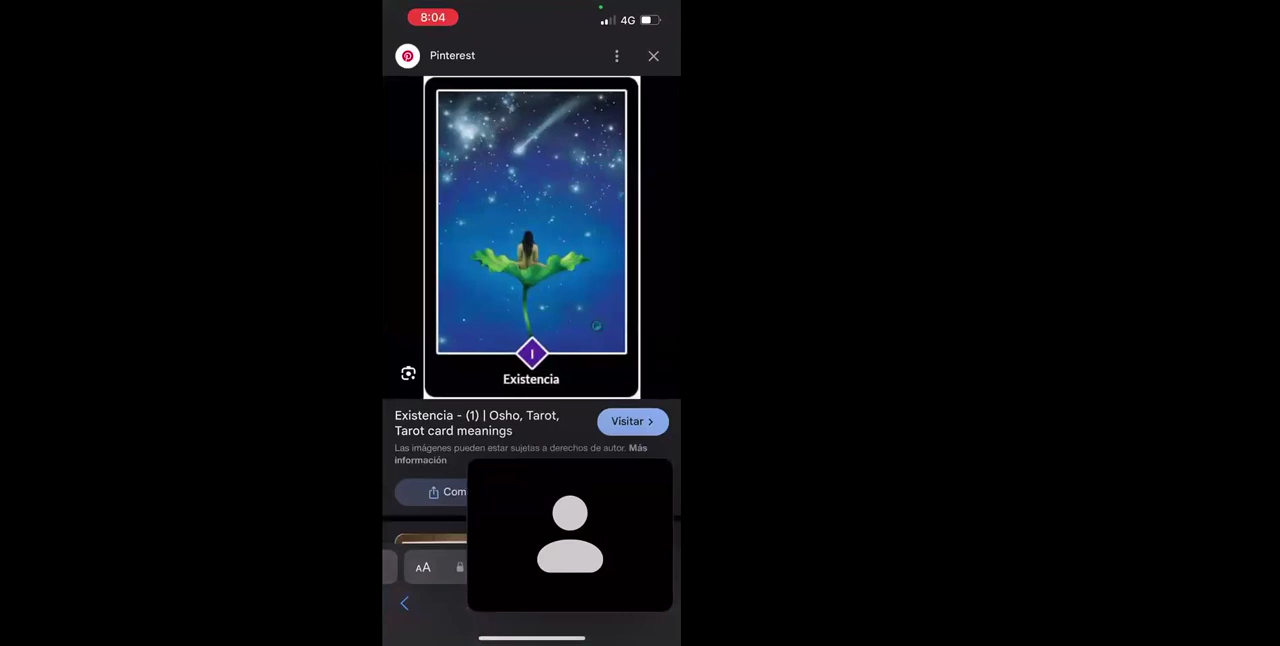 8:04
4G
Pinterest
I
Existencia
Existencia - (1) | Osho, Tarot,
Tarot card meanings
Visitar >
Las imágenes pueden estar sujetas a derechos de autor. Más
información
Com
AA